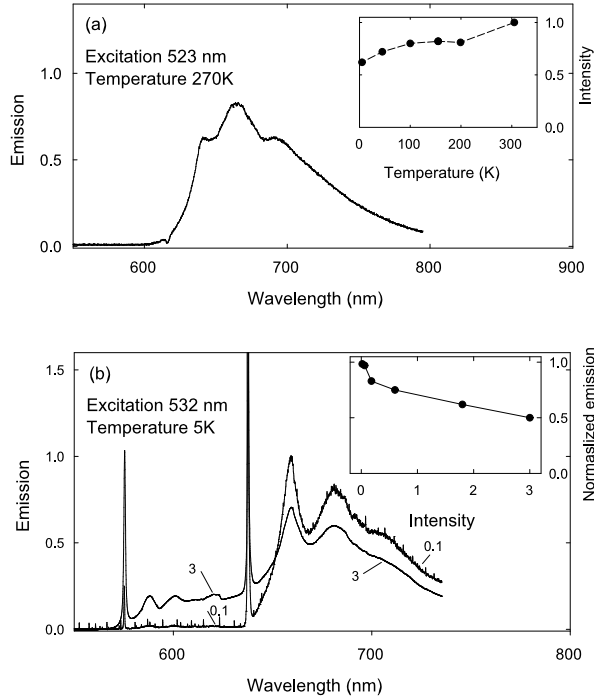 (a)
Excitation 523 nm
Temperature 270K
1.0
0.5
0.0
Emission
600
700
800
900
Wavelength (nm)
1.0
0.5
0.0
Intensity
0
100
200
300
Temperature (K)
(b)
Excitation 532 nm
Temperature 5K
1.5
1.0
0.5
0.0
Emission
3
0.1
3
0.1
600
700
800
Wavelength (nm)
1.0
0.5
0.0
Normaslized emission
0
1
2
3
Intensity